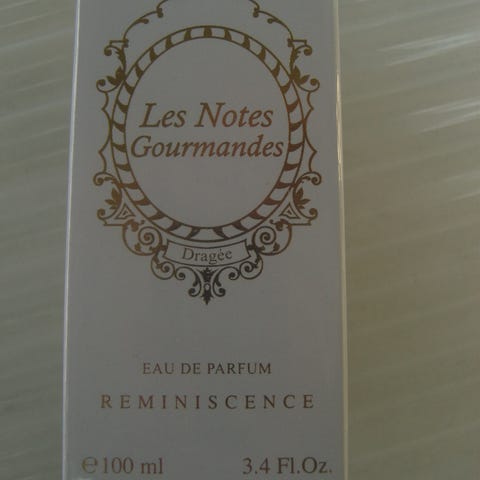 Les Notes
Gourmandes
Dragée
EAU DE PARFUM
REMINISCENCE
℮100 ml 3.4 Fl.Oz.